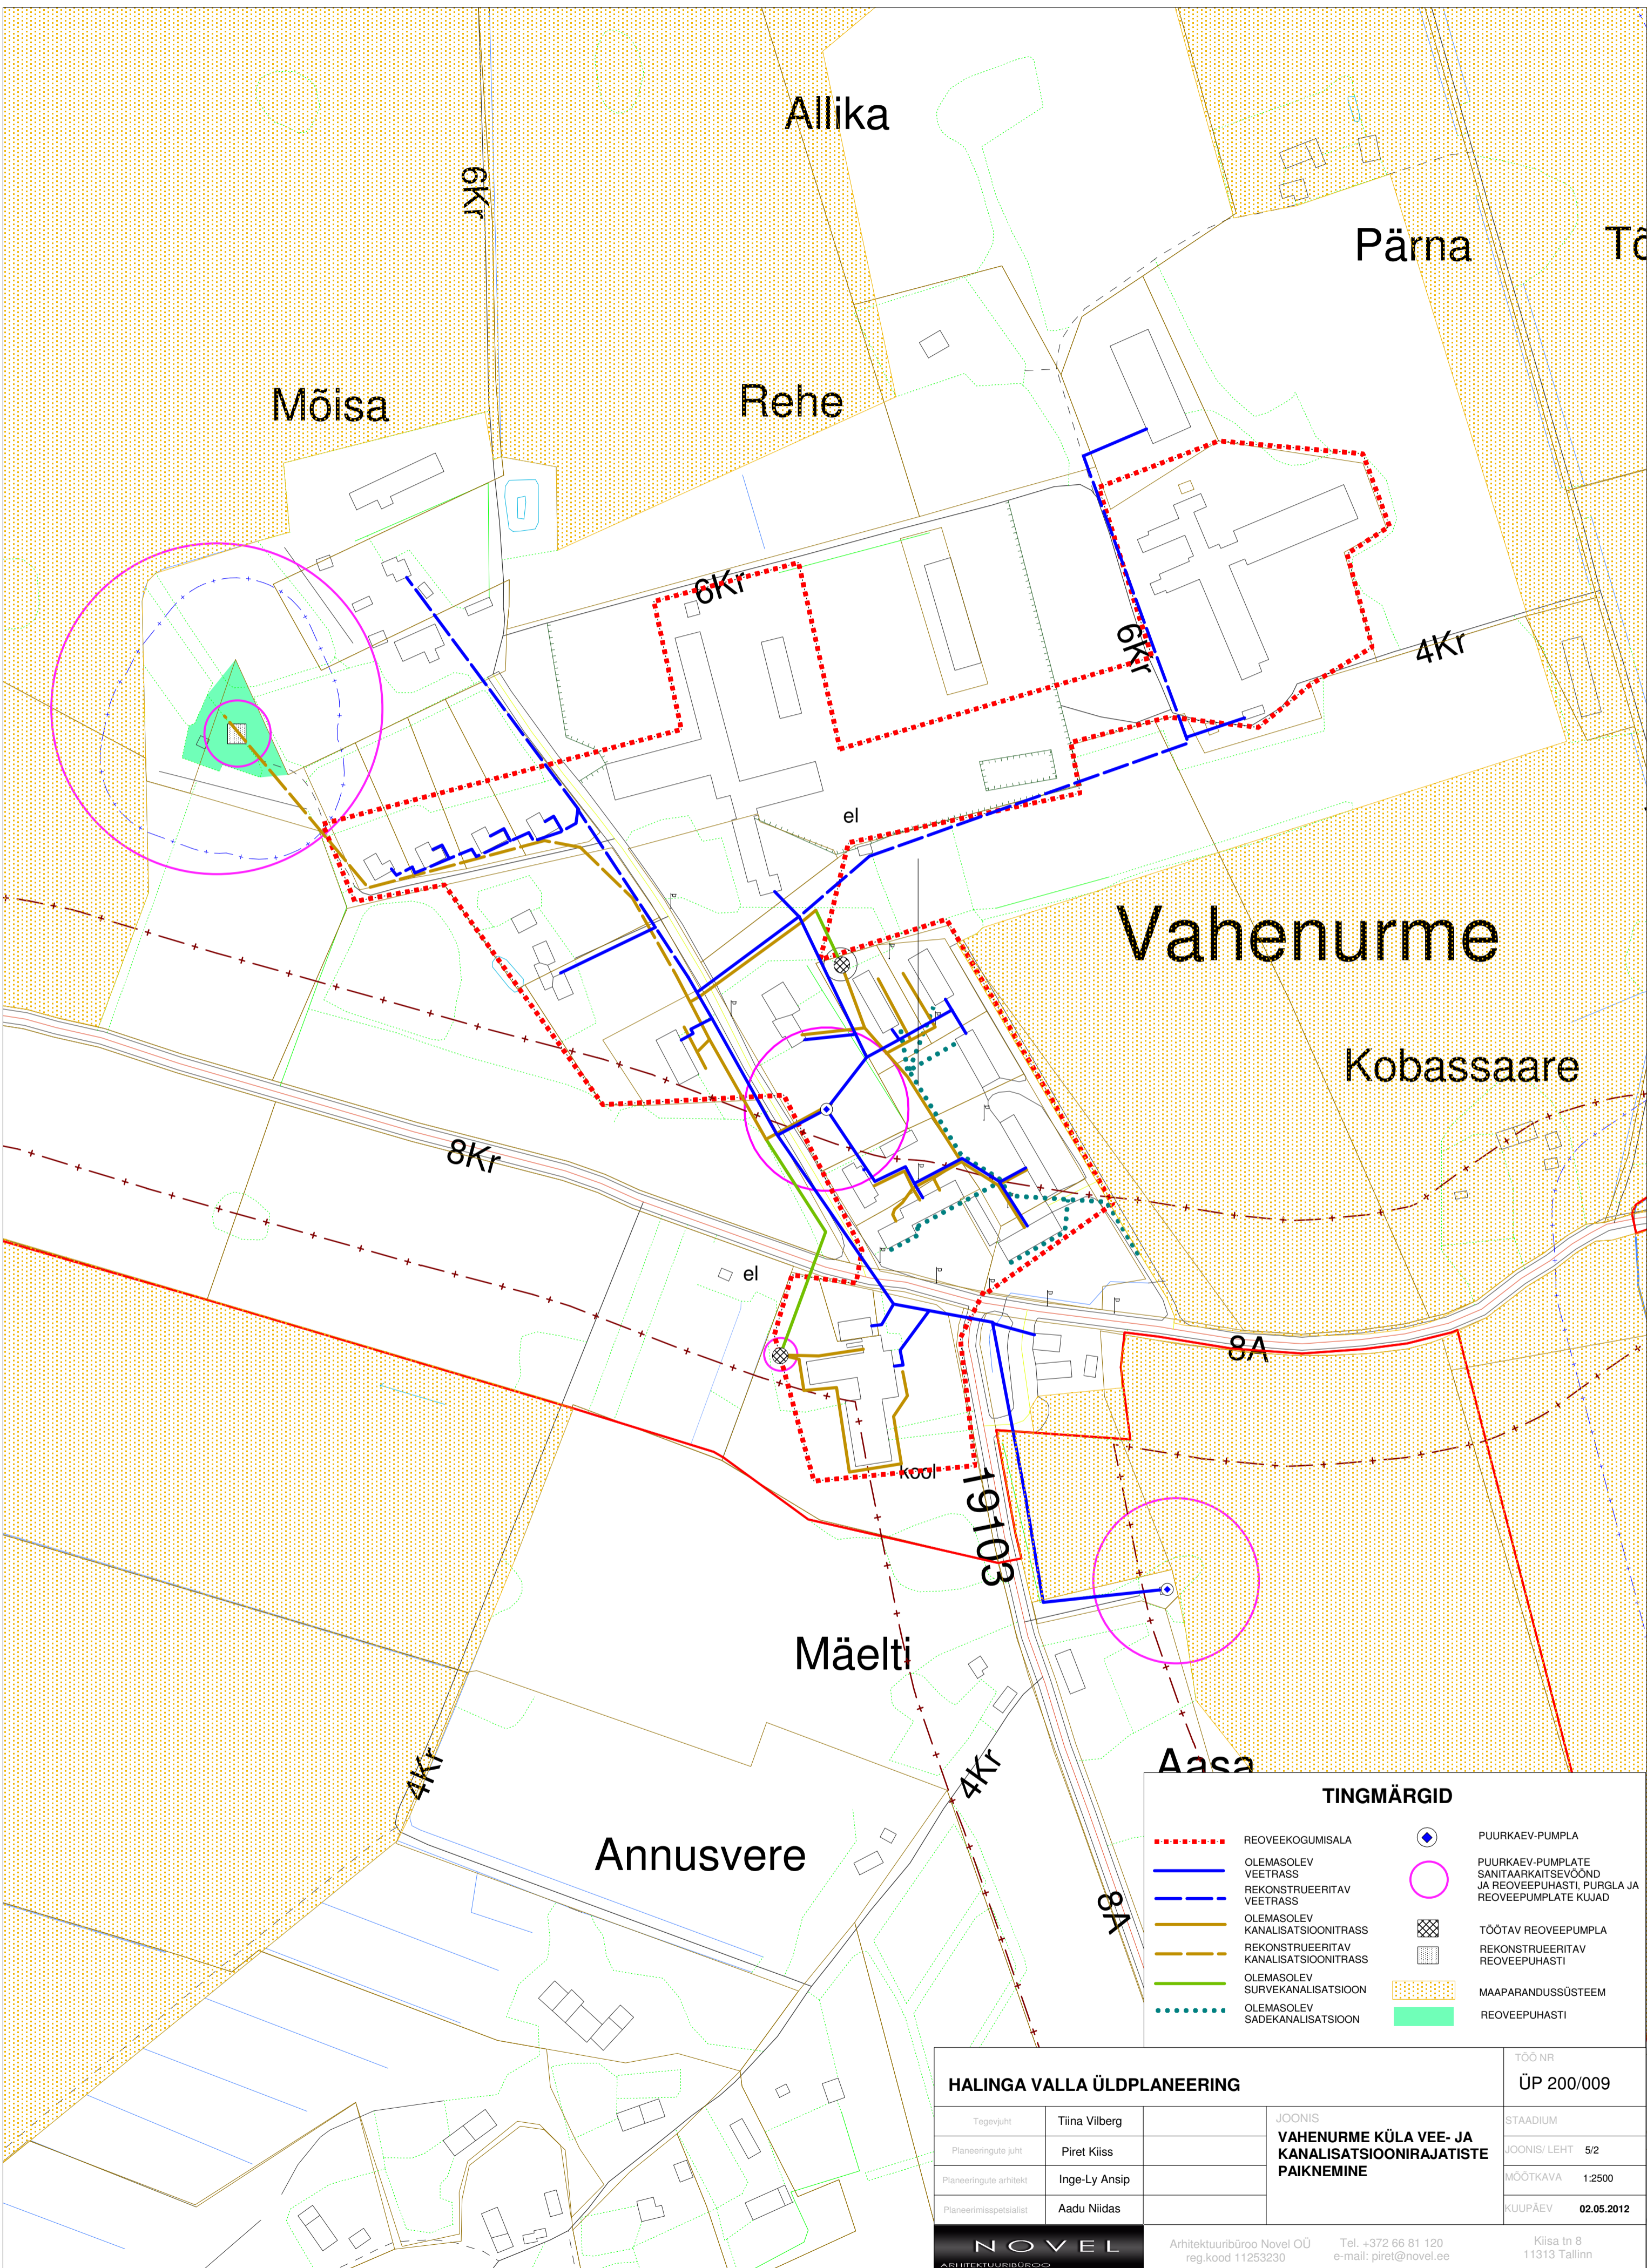 Allika
6Kr
Pärna
Tõ
Mõisa
Rehe
6Kr
6Kr
4Kr
el
Vahenurme
Kobassaare
8Kr
el
8A
kool
19103
Mäelti
Aasa
4Kr
4Kr
Annusvere
8A
TINGMÄRGID
REOVEEKOGUMISALA
OLEMASOLEV
VEETRASS
REKONSTRUEERITAV
VEETRASS
OLEMASOLEV
KANALISATSIOONITRASS
REKONSTRUEERITAV
KANALISATSIOONITRASS
OLEMASOLEV
SURVEKANALISATSIOON
OLEMASOLEV
SADEKANALISATSIOON
PUURKAEV-PUMPLA
PUURKAEV-PUMPLATE
SANITAARKAITSEVÖÖND
JA REOVEEPUHASTI, PURGLA JA
REOVEEPUMPLATE KUJAD
TÖÖTAV REOVEEPUMPLA
REKONSTRUEERITAV
REOVEEPUHASTI
MAAPARANDUSSÜSTEEM
REOVEEPUHASTI
HALINGA VALLA ÜLDPLANEERING
TÖÖ NR
ÜP 200/009
Tegevjuht Tiina Vilberg
Planeeringute juht Piret Kiiss
Planeeringute arhitekt Inge-Ly Ansip
Planeerimisspetsialist Aadu Niidas
JOONIS
VAHENURME KÜLA VEE- JA
KANALISATSIOONIRAJATISTE
PAIKNEMINE
STAADIUM
JOONIS/ LEHT 5/2
MÕÕTKAVA 1:2500
KUUPÄEV 02.05.2012
NOVEL
ARHITEKTUURIBÜROO
Arhitektuuribüroo Novel OÜ
reg.kood 11253230
Tel. +372 66 81 120
e-mail: piret@novel.ee
Kiisa tn 8
11313 Tallinn